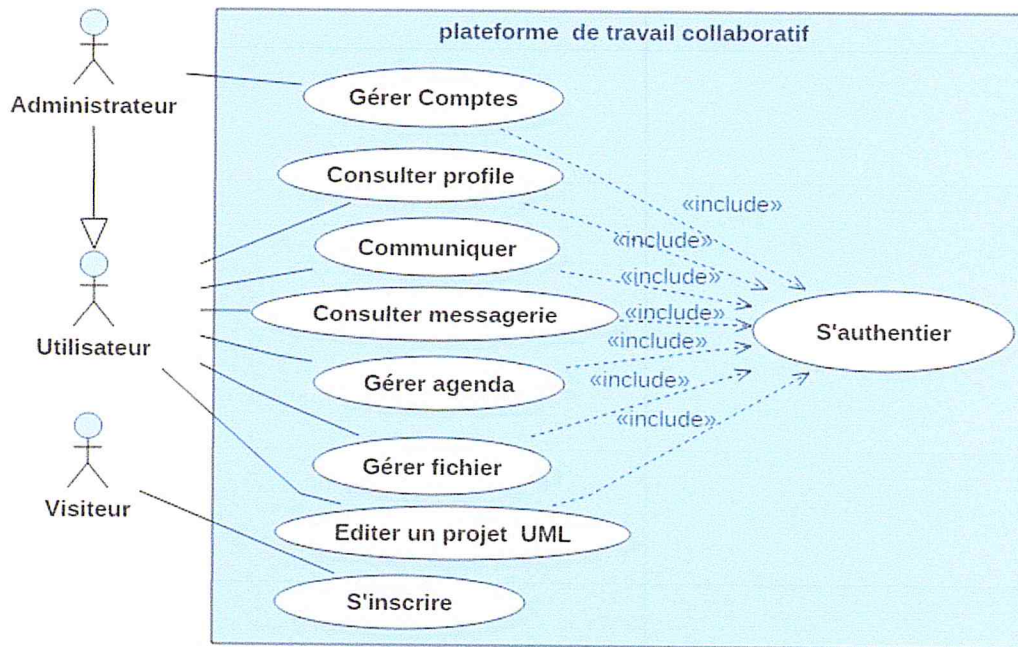 plateforme de travail collaboratif
Administrateur
Gérer Comptes
Consulter profile
«include»
Communiquer
«include»
«include»
Consulter messagerie
«include»
S'authentier
Utilisateur
«include»
Gérer agenda
«include»
«include»
Gérer fichier
Visiteur
Editer un projet UML
S'inscrire